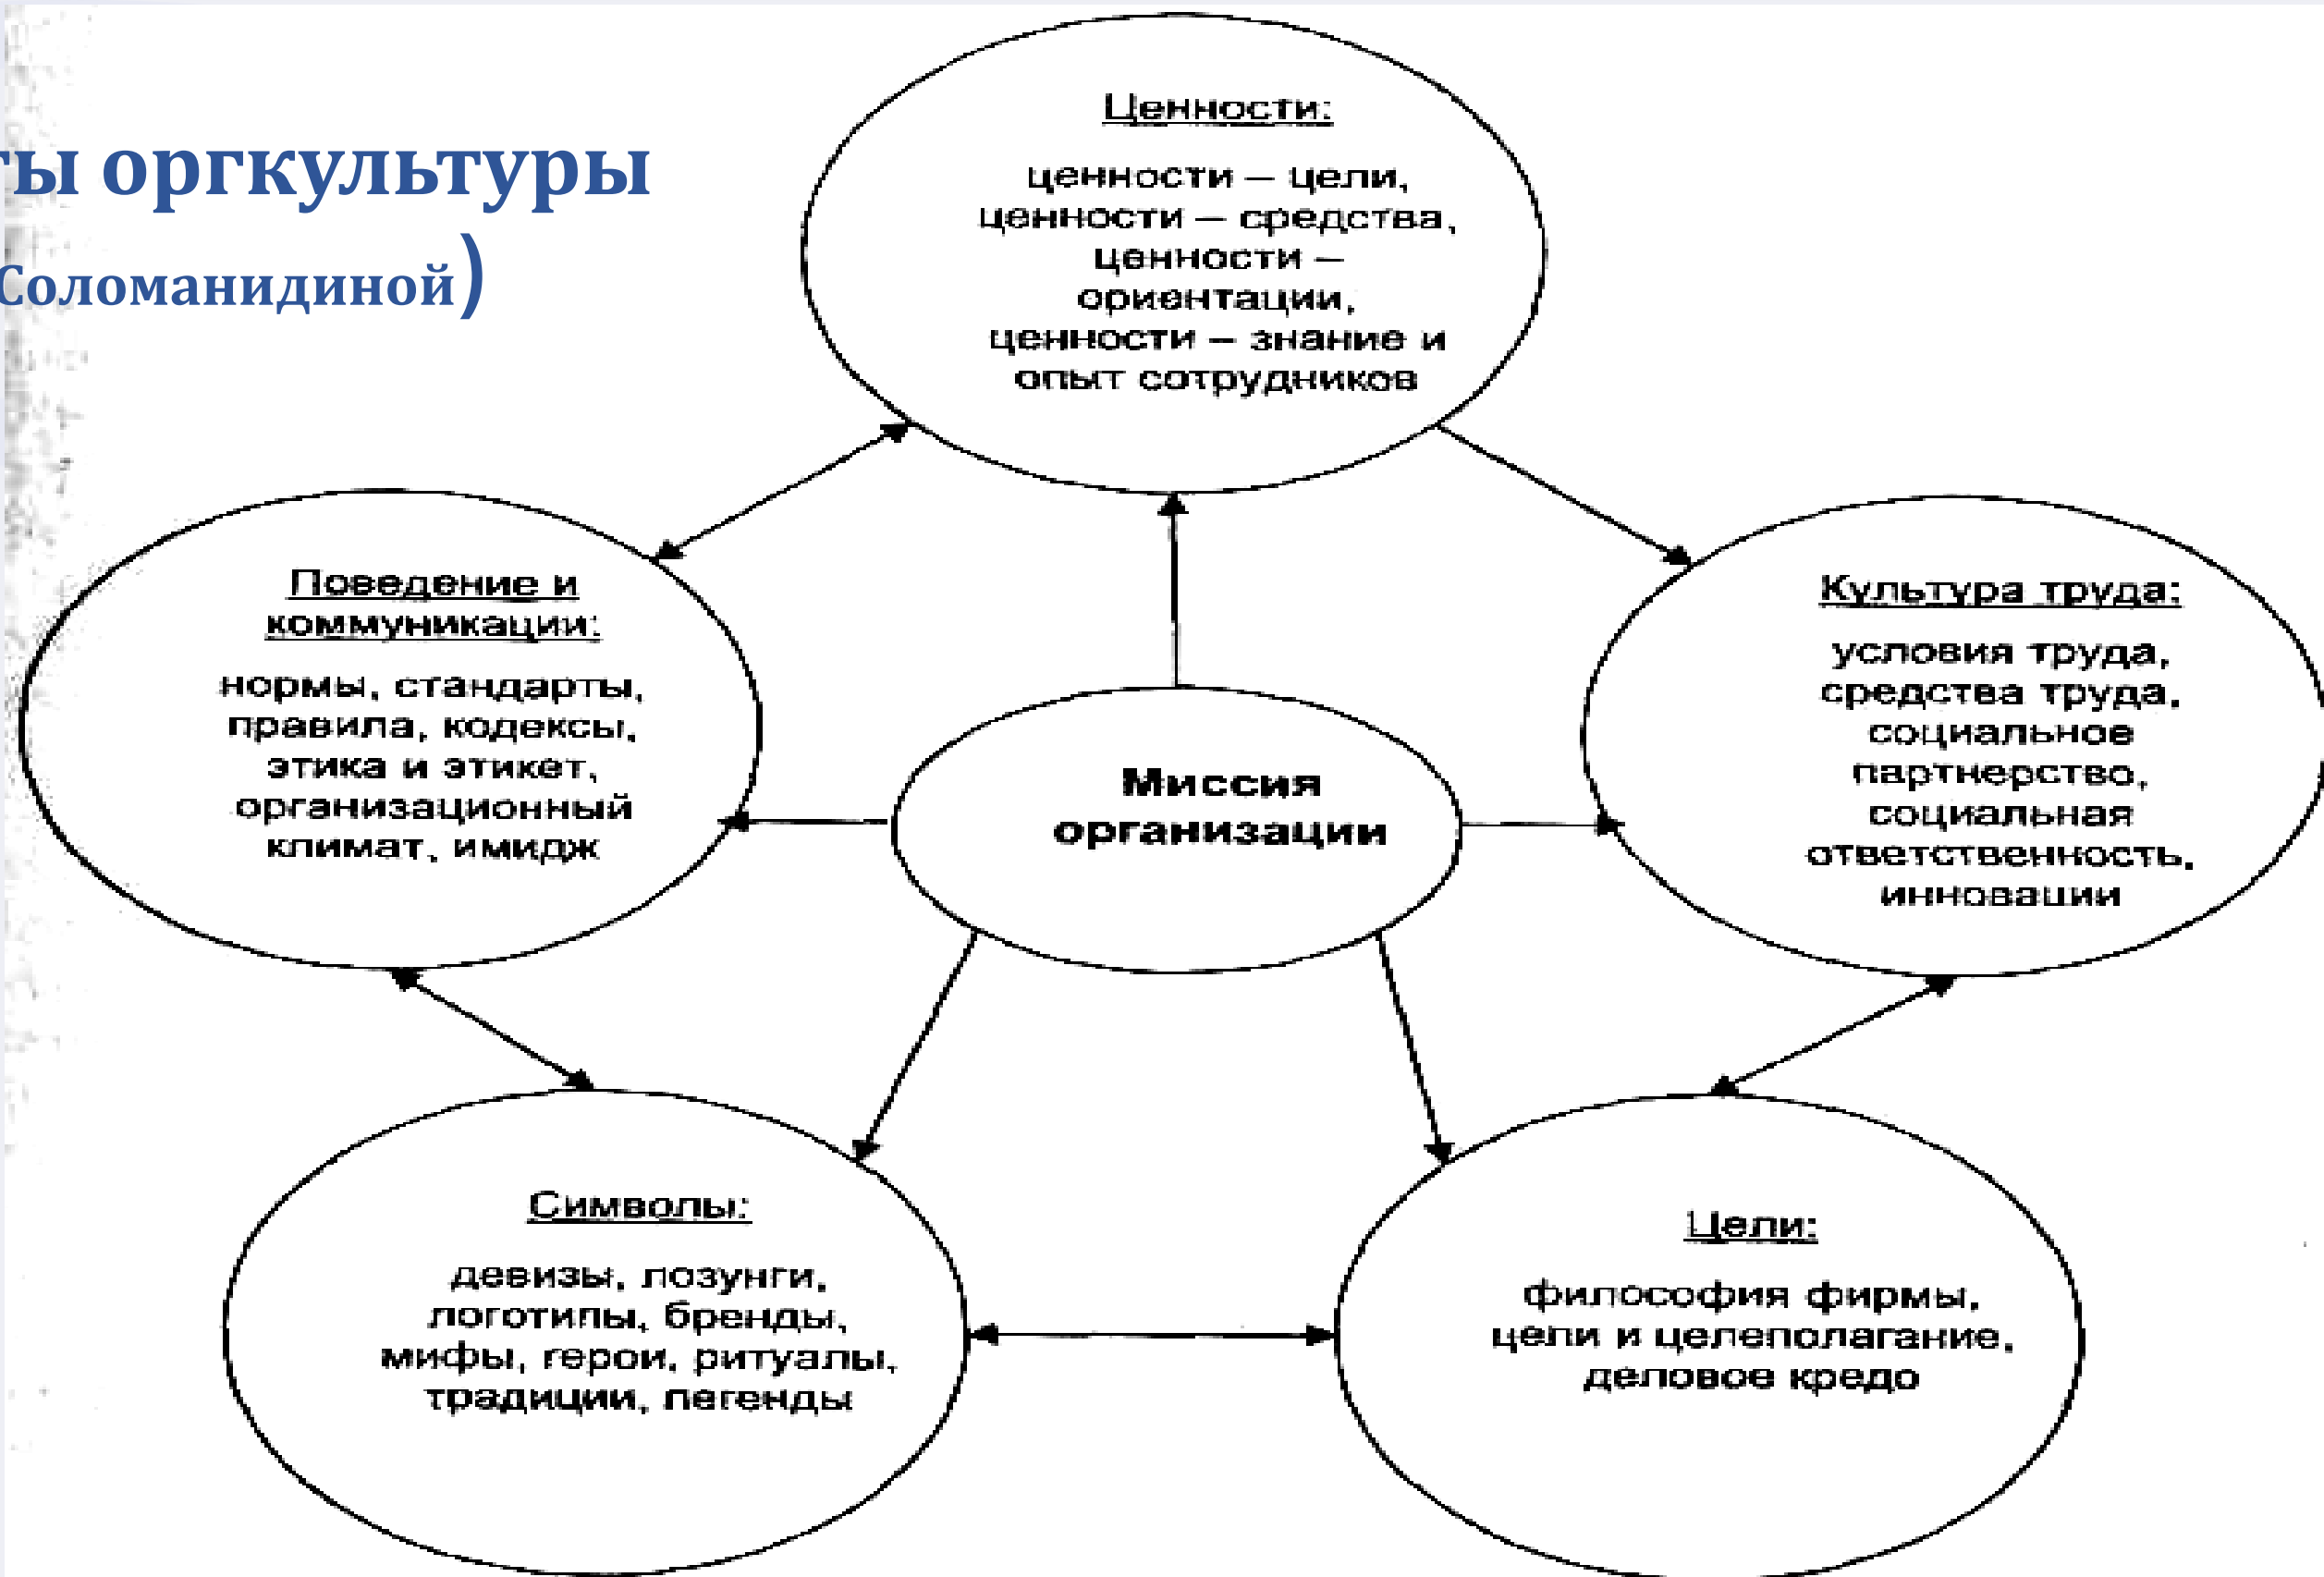 ты оргкультуры
Соломанидиной)
Ценности:
ценности – цели,
ценности – средства,
ценности –
ориентации,
ценности – знание и
опыт сотрудников
Поведение и
коммуникации:
нормы, стандарты,
правила, кодексы,
этика и этикет,
организационный
климат, имидж
Миссия
организации
Культура труда:
условия труда,
средства труда,
социальное
партнерство,
социальная
ответственность,
инновации
Символы:
девизы, лозунги,
логотипы, бренды,
мифы, герои, ритуалы,
традиции, легенды
Цели:
философия фирмы,
цели и целеполагание,
деловое кредо